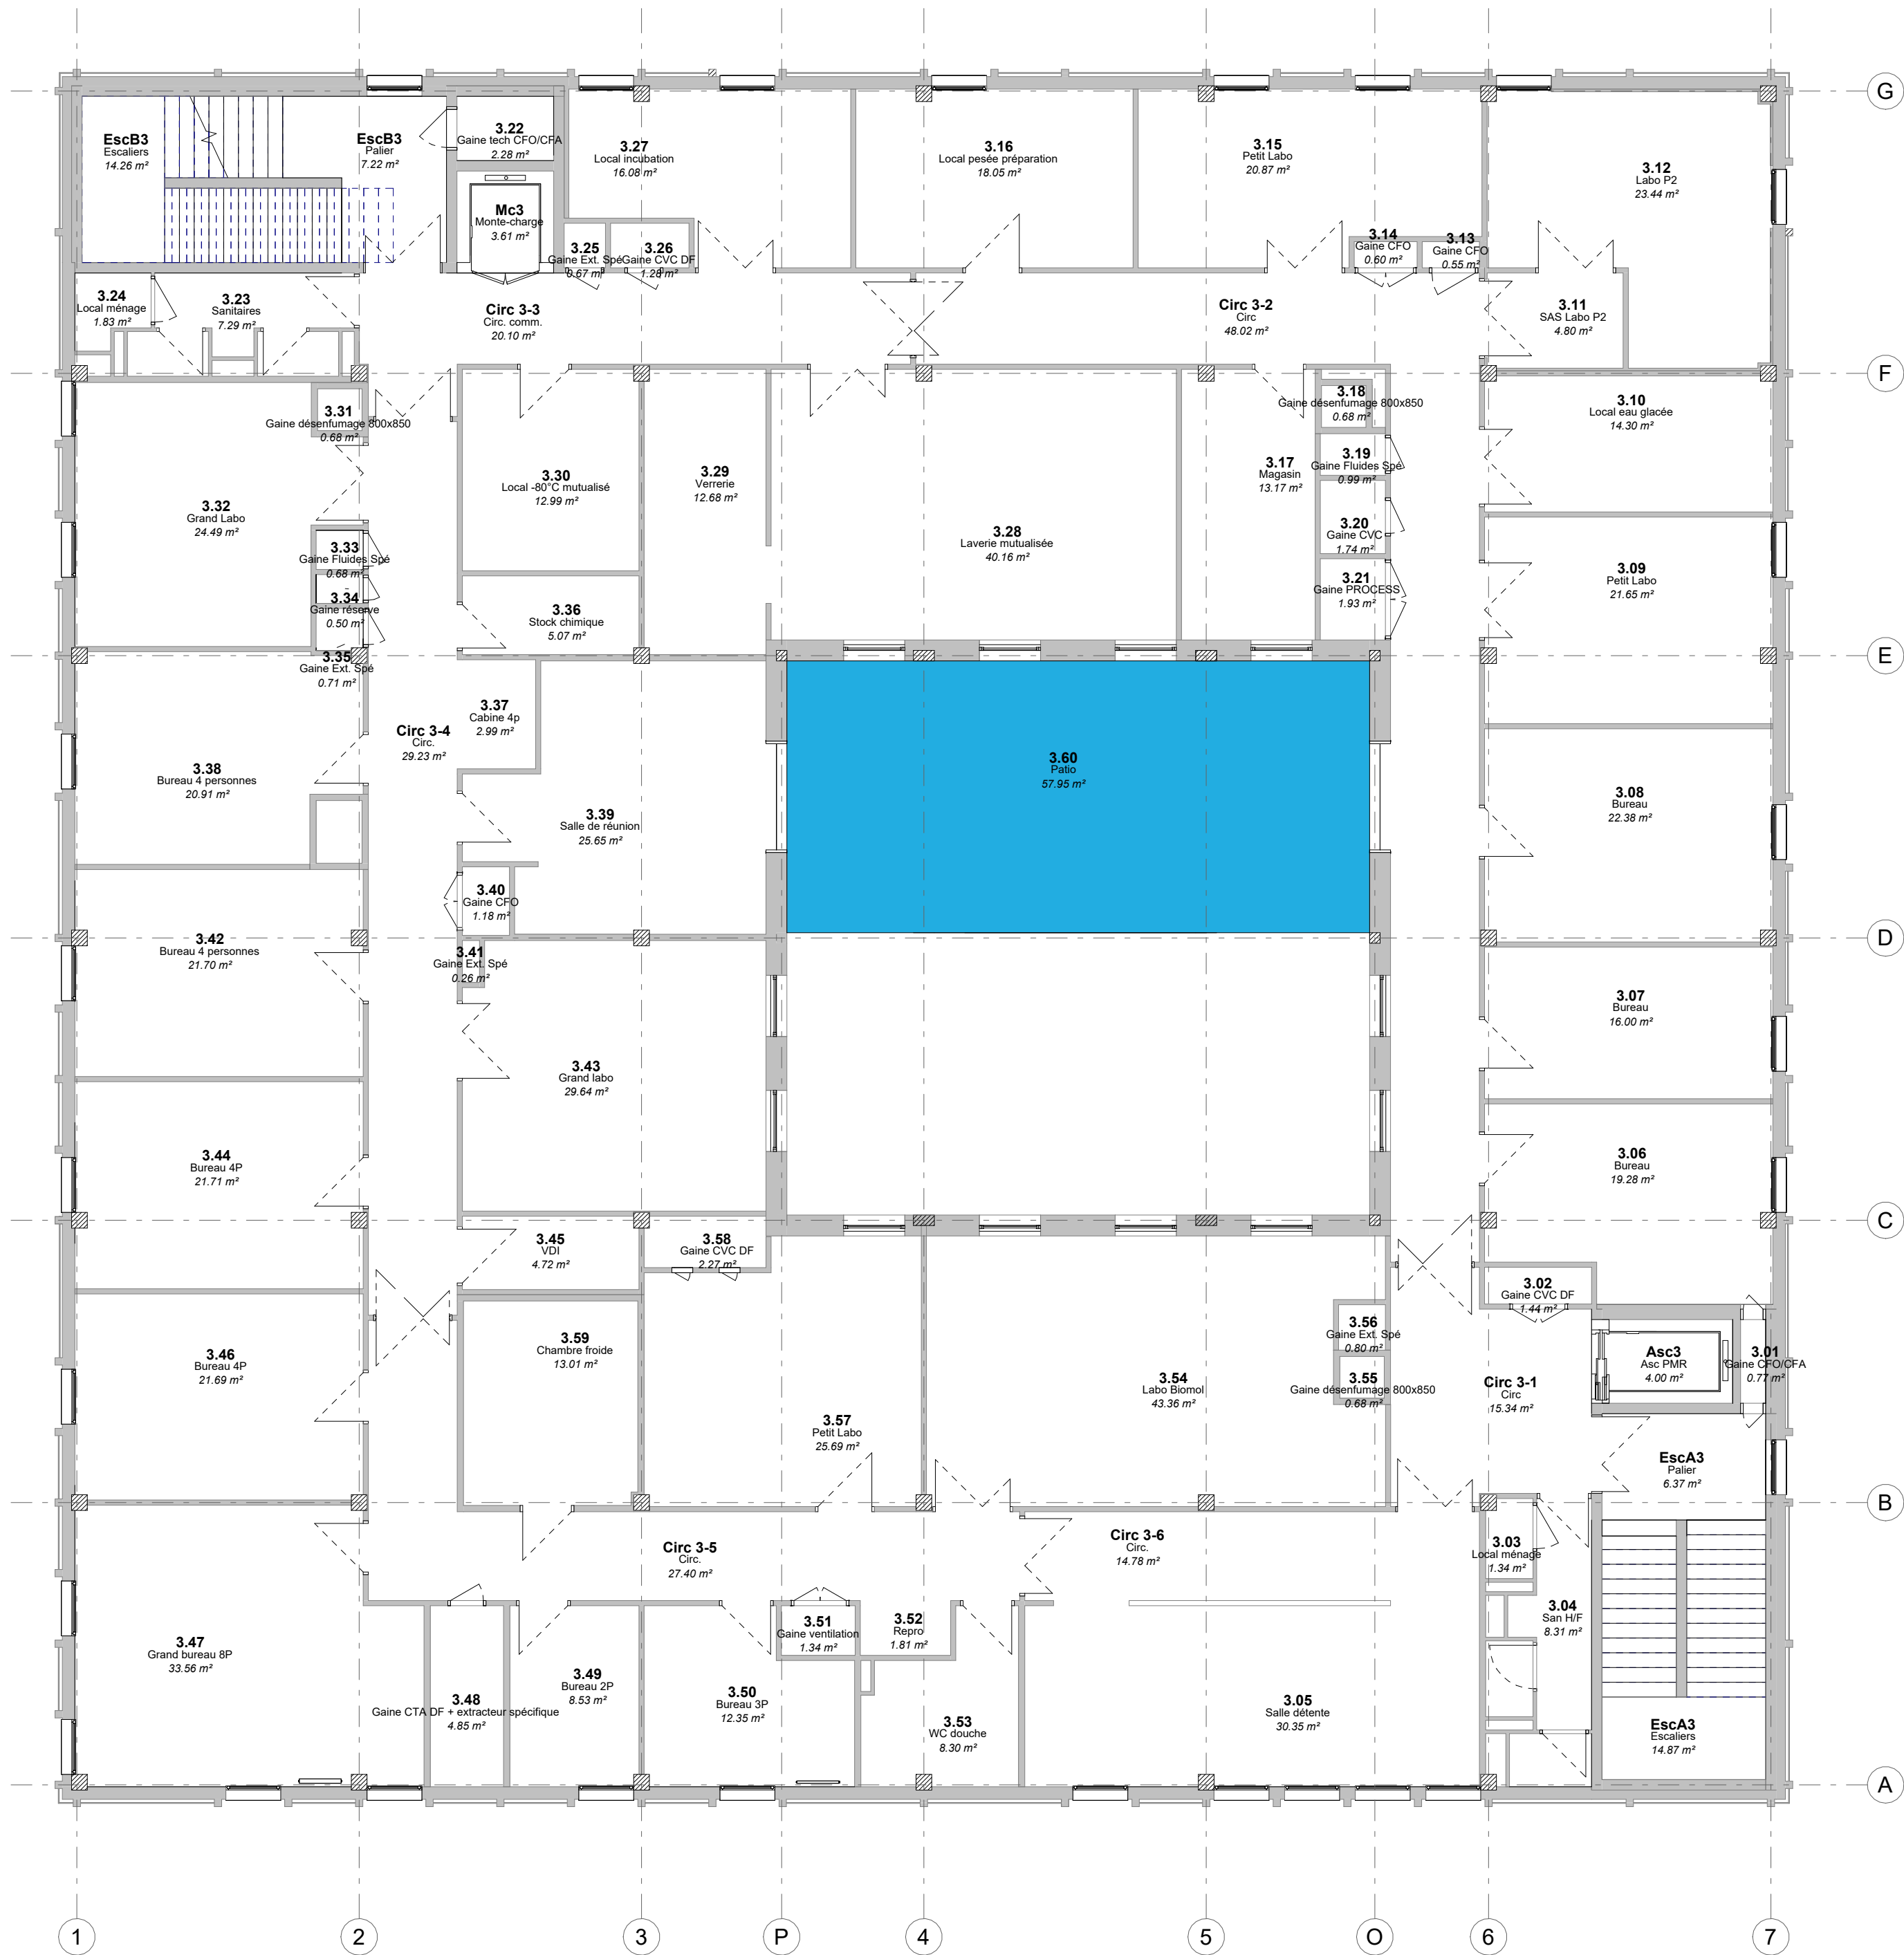 G
EscB3
Escaliers
14.26 m²
EscB3
Palier
7.22 m²
3.22
Gaine tech CFO/CFA
2.28 m²
3.27
Local incubation
16.08 m²
3.16
Local pesée préparation
18.05 m²
3.15
Petit Labo
20.87 m²
3.12
Labo P2
23.44 m²
Mc3
Monte-charge
3.61 m²
3.25
Gaine Ext. Spé
0.67 m²
3.26
Gaine CVC DF
1.28 m²
3.14
Gaine CFO
0.60 m²
3.13
Gaine CFO
0.55 m²
3.24
Local ménage
1.83 m²
3.23
Sanitaires
7.29 m²
Circ 3-3
Circ. comm.
20.10 m²
Circ 3-2
Circ
48.02 m²
3.11
SAS Labo P2
4.80 m²
F
3.31
Gaine désenfumage 800x850
0.68 m²
3.18
Gaine désenfumage 800x850
0.68 m²
3.10
Local eau glacée
14.30 m²
3.32
Grand Labo
24.49 m²
3.30
Local -80°C mutualisé
12.99 m²
3.29
Verrerie
12.68 m²
3.17
Magasin
13.17 m²
3.19
Gaine Fluides Spé
0.99 m²
3.28
Laverie mutualisée
40.16 m²
3.20
Gaine CVC
1.74 m²
3.33
Gaine Fluides Spé
0.68 m²
3.34
Gaine réserve
0.50 m²
3.36
Stock chimique
5.07 m²
3.21
Gaine PROCESS
1.93 m²
3.09
Petit Labo
21.65 m²
E
3.35
Gaine Ext. Spé
0.71 m²
3.37
Cabine 4p
2.99 m²
Circ 3-4
Circ.
29.23 m²
3.38
Bureau 4 personnes
20.91 m²
3.39
Salle de réunion
25.65 m²
3.60
Patio
57.95 m²
3.08
Bureau
22.38 m²
3.40
Gaine CFO
1.18 m²
D
3.42
Bureau 4 personnes
21.70 m²
3.41
Gaine Ext. Spé
0.26 m²
3.07
Bureau
16.00 m²
3.43
Grand labo
29.64 m²
3.44
Bureau 4P
21.71 m²
3.06
Bureau
19.28 m²
C
3.45
VDI
4.72 m²
3.58
Gaine CVC DF
2.27 m²
3.02
Gaine CVC DF
1.44 m²
3.46
Bureau 4P
21.69 m²
3.59
Chambre froide
13.01 m²
3.56
Gaine Ext. Spé
0.80 m²
3.55
Gaine désenfumage 800x850
0.68 m²
3.54
Labo Biomol
43.36 m²
Circ 3-1
Circ
15.34 m²
Asc3
Asc PMR
4.00 m²
3.01
Gaine CFO/CFA
0.77 m²
3.57
Petit Labo
25.69 m²
EscA3
Palier
6.37 m²
B
Circ 3-5
Circ.
27.40 m²
Circ 3-6
Circ.
14.78 m²
3.03
Local ménage
1.34 m²
3.47
Grand bureau 8P
33.56 m²
3.51
Gaine ventilation
1.34 m²
3.52
Repro
1.81 m²
3.04
San H/F
8.31 m²
3.48
Gaine CTA DF + extracteur spécifique
4.85 m²
3.49
Bureau 2P
8.53 m²
3.50
Bureau 3P
12.35 m²
3.53
WC douche
8.30 m²
3.05
Salle détente
30.35 m²
EscA3
Escaliers
14.87 m²
A
1
2
3
P
4
5
O
6
7